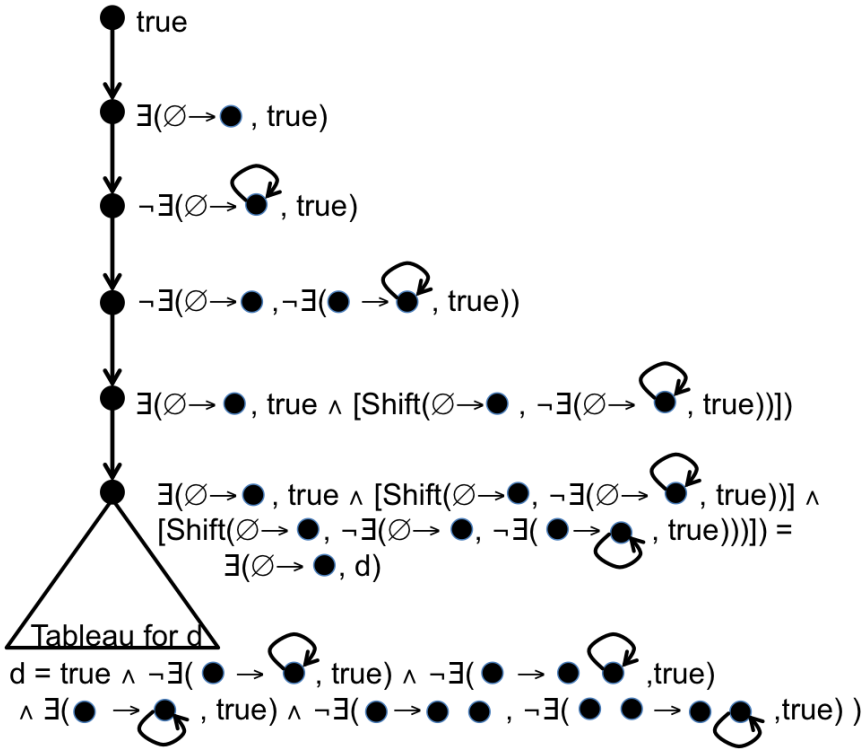 true
∃(∅→● , true)
¬∃(∅→ ● , true)
¬∃(∅→● ,¬∃(● →● , true))
∃(∅→●, true ∧ [Shift(∅→● , ¬∃(∅→ ● , true))])
∃(∅→●, true ∧ [Shift(∅→●, ¬∃(∅→ ● , true))] ∧
[Shift(∅→●, ¬∃(∅→ ●, ¬∃( ●→● , true)))]) =
∃(∅→ ●, d)
Tableau for d
d = true ∧ ¬∃( ● → ● , true) ∧ ¬∃( ● → ● ● ,true)
∧ ∃(● → ● , true) ∧ ¬∃(● → ● ● , ¬∃( ● ● → ● ● ,true) )